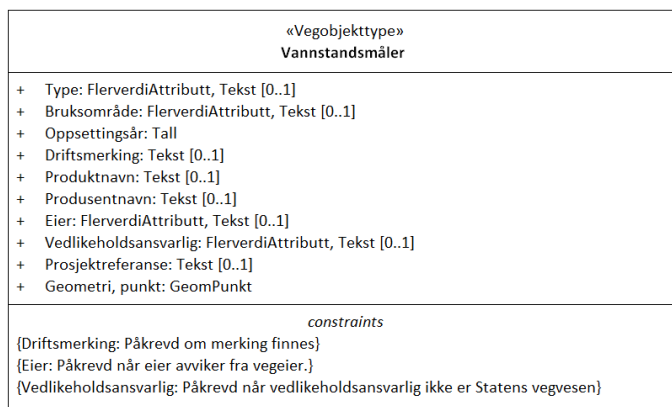 «Vegobjekttype»
Vannstandsmåler
+ Type: FlerverdiAttributt, Tekst [0..1]
+ Bruksområde: FlerverdiAttributt, Tekst [0..1]
+ Oppsettingsår: Tall
+ Driftsmerking: Tekst [0..1]
+ Produktnavn: Tekst [0..1]
+ Produsentnavn: Tekst [0..1]
+ Eier: FlerverdiAttributt, Tekst [0..1]
+ Vedlikeholdsansvarlig: FlerverdiAttributt, Tekst [0..1]
+ Prosjektreferanse: Tekst [0..1]
+ Geometri, punkt: GeomPunkt
constraints
{Driftsmerking: Påkrevd om merking finnes}
{Eier: Påkrevd når eier avviker fra vegeier.}
{Vedlikeholdsansvarlig: Påkrevd når vedlikeholdsansvarlig ikke er Statens vegvesen}